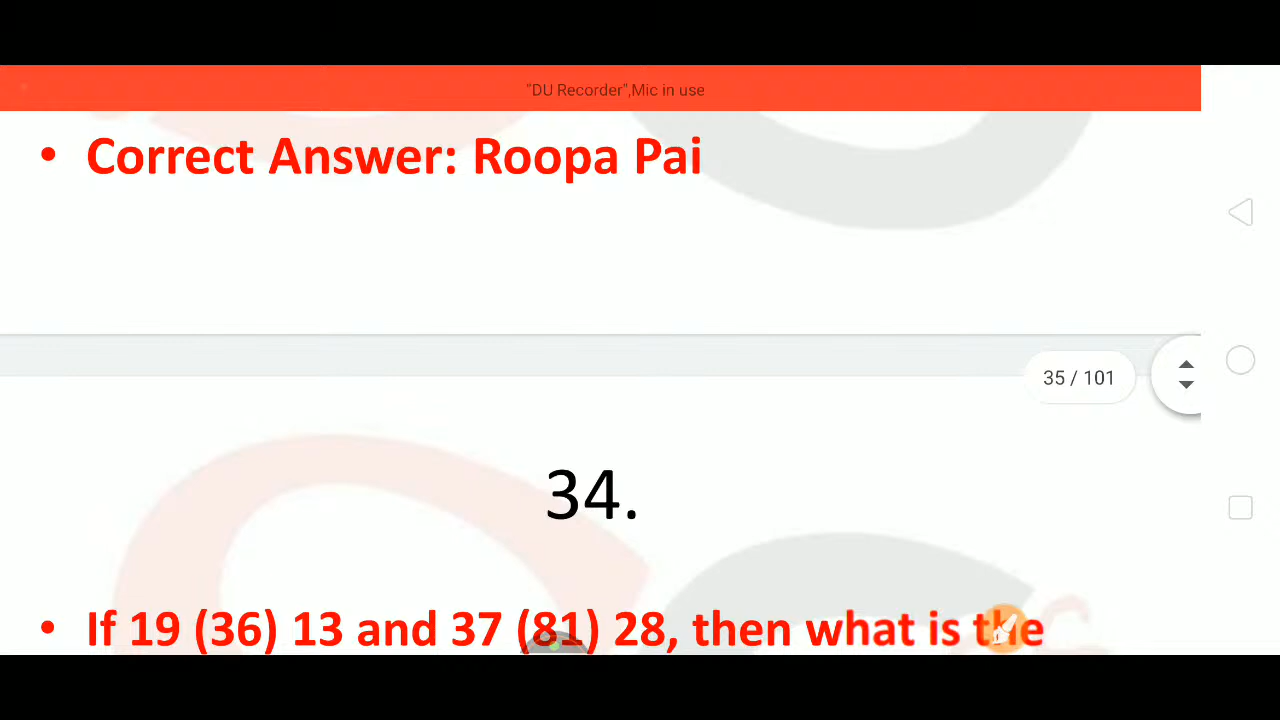 "DU Recorder",Mic in use
• Correct Answer: Roopa Pai
35 / 101
34.
• If 19 (36) 13 and 37 (81) 28, then what is the